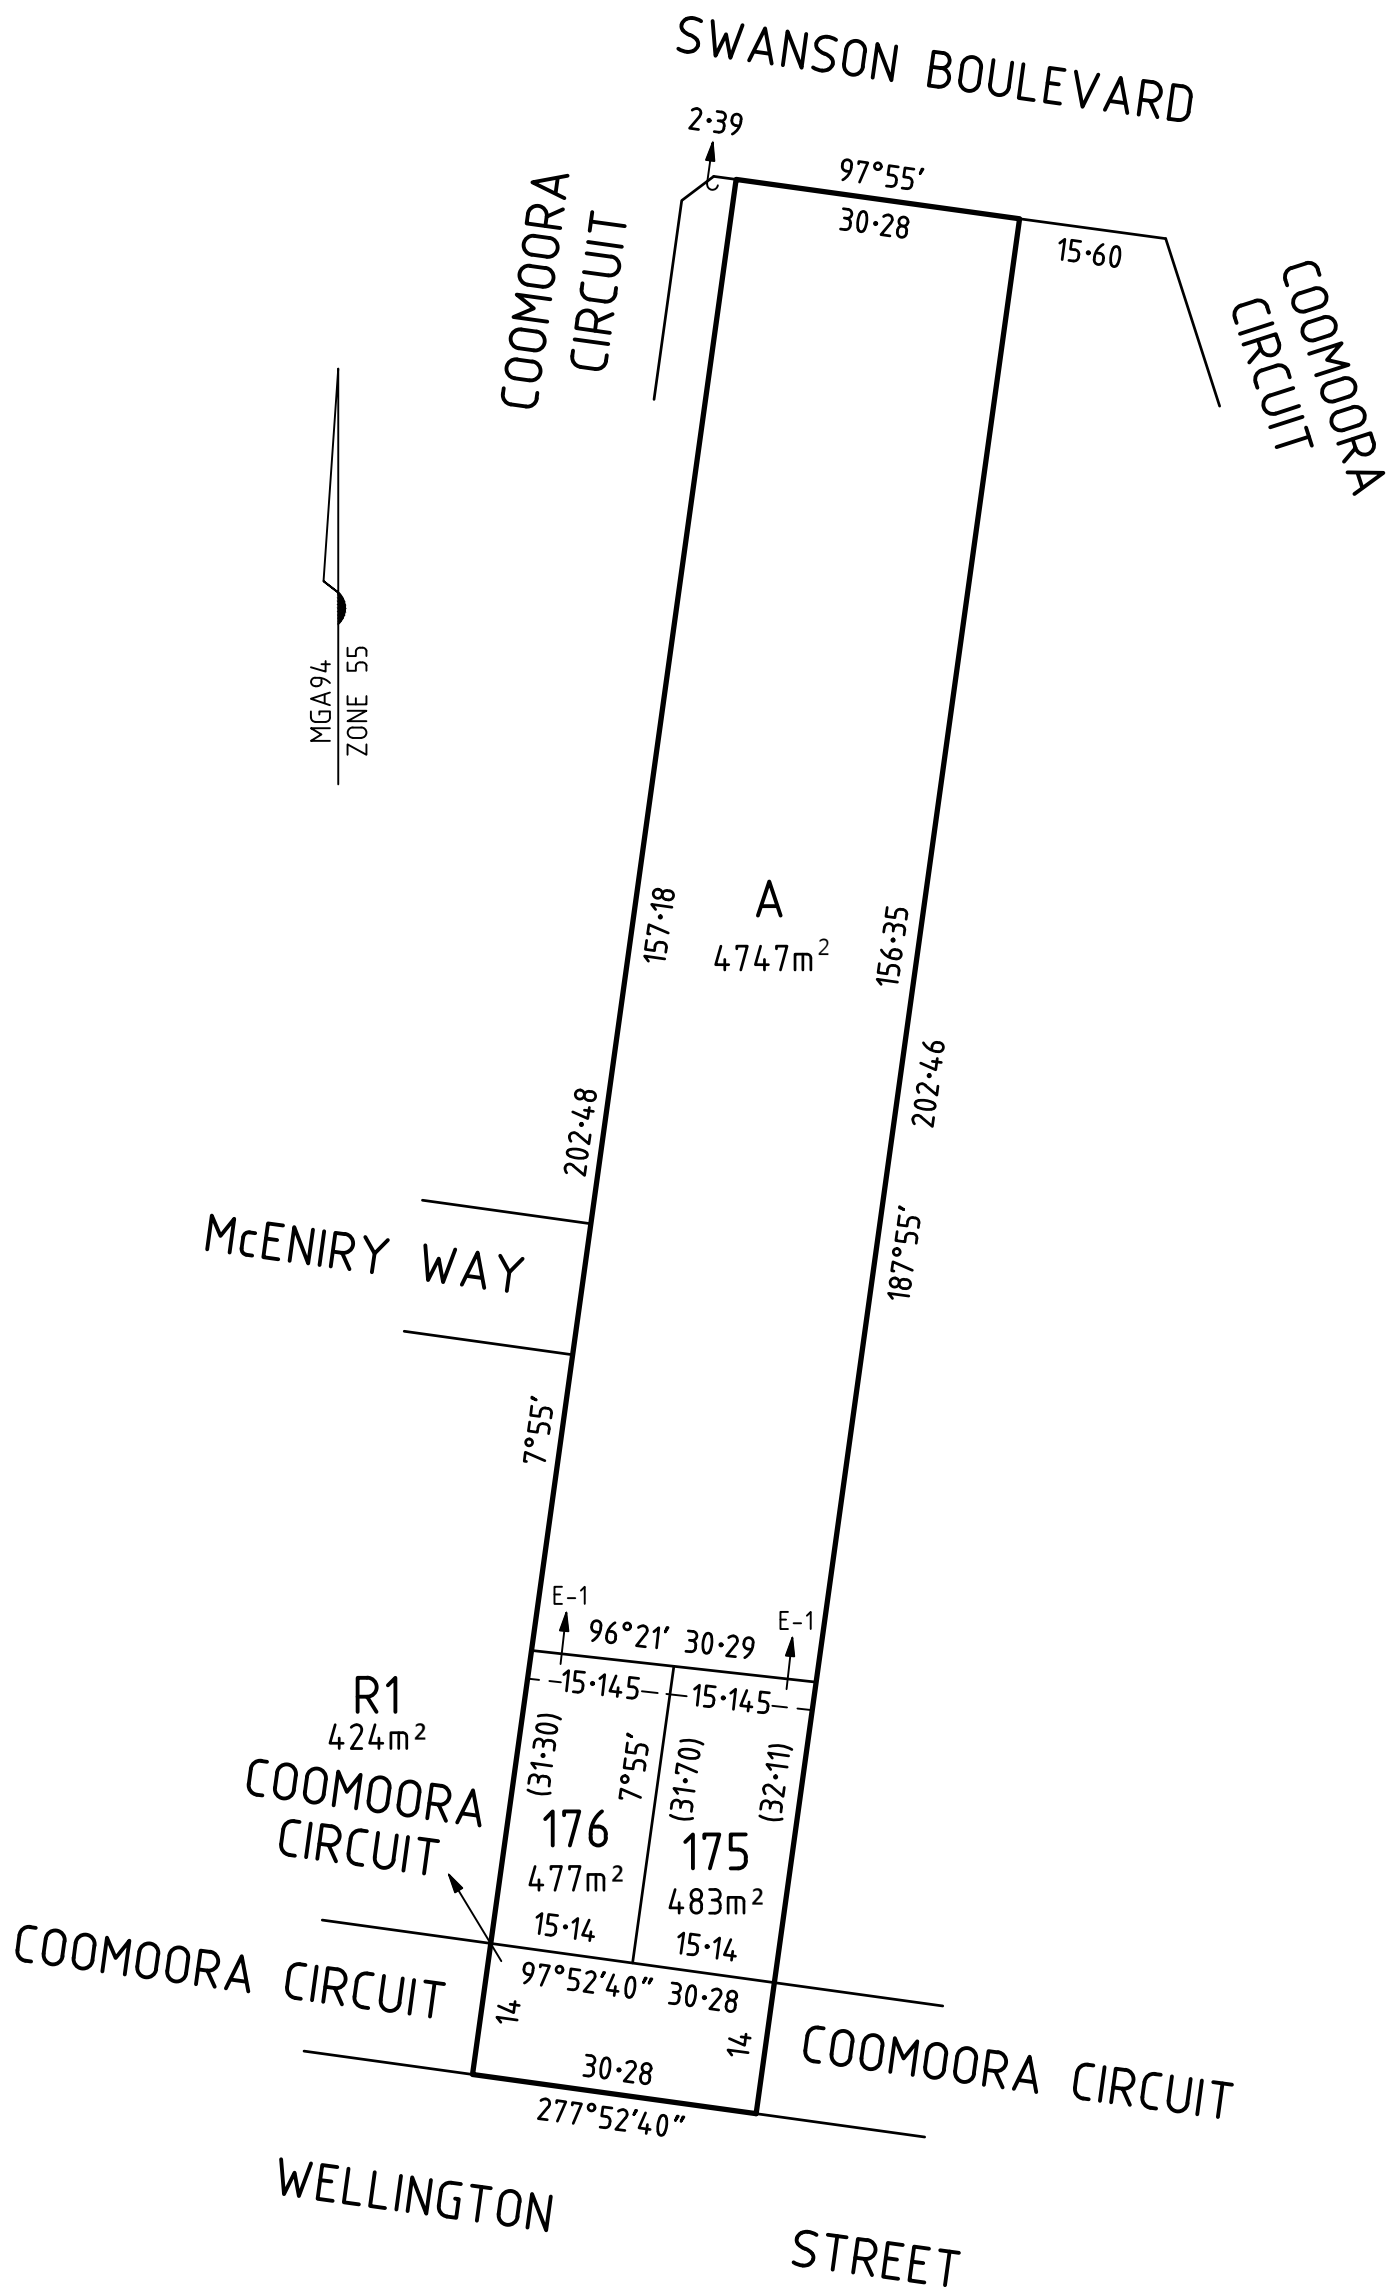 SWANSON BOULEVARD
2·39
97°55′
30·28
15·60
COOMOORA
CIRCUIT
COOMOORA
CIRCUIT
MGA94
ZONE 55
A
4747m²
157·18
156·35
202·48
202·46
187°55′
McENIRY WAY
7°55′
E-1
E-1
96°21′ 30·29
15·145
15·145
R1
424m²
COOMOORA
CIRCUIT
(31·30)
7°55′
(31·70)
(32·11)
176
477m²
175
483m²
15·14
15·14
COOMOORA CIRCUIT
97°52′40″ 30·28
14
14
30·28
277°52′40″
COOMOORA CIRCUIT
WELLINGTON STREET